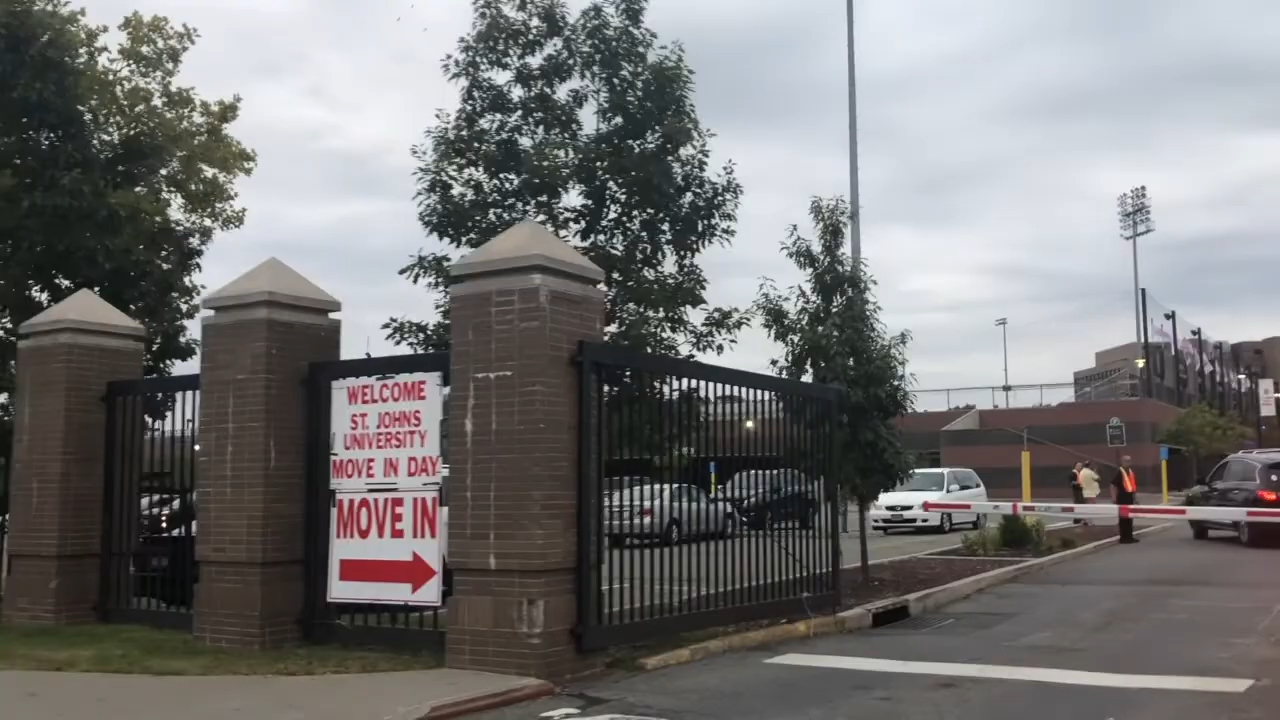 WELCOME
ST. JOHNS
UNIVERSITY
MOVE IN DAY
MOVE IN